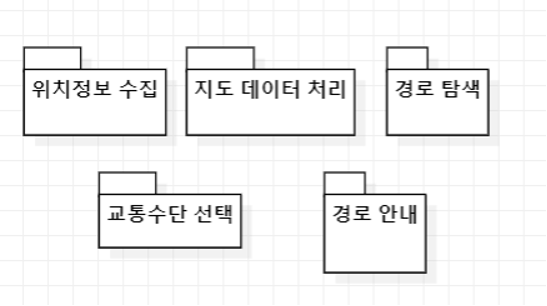 위치정보 수집
지도 데이터 처리
경로 탐색
교통수단 선택
경로 안내